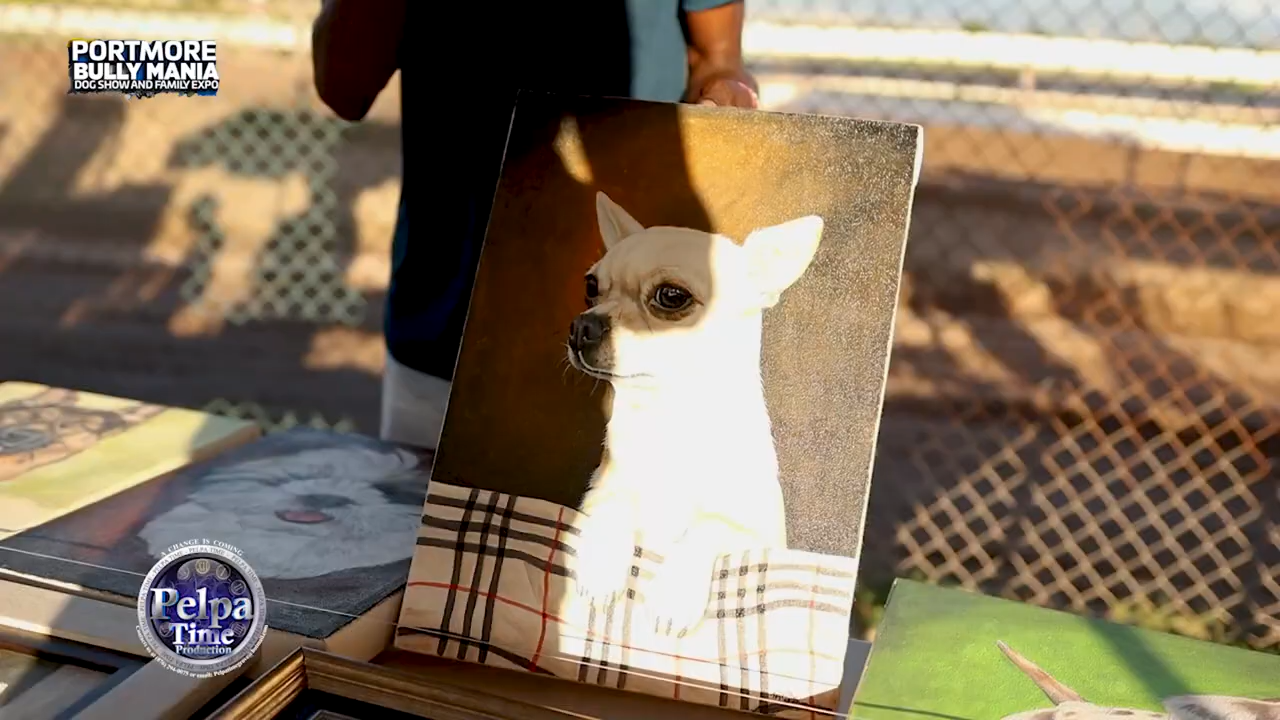 PORTMORE
BULLY MANIA
DOG SHOW AND FAMILY EXPO
A CHANGE IS COMING
Pelpa
Time
Production